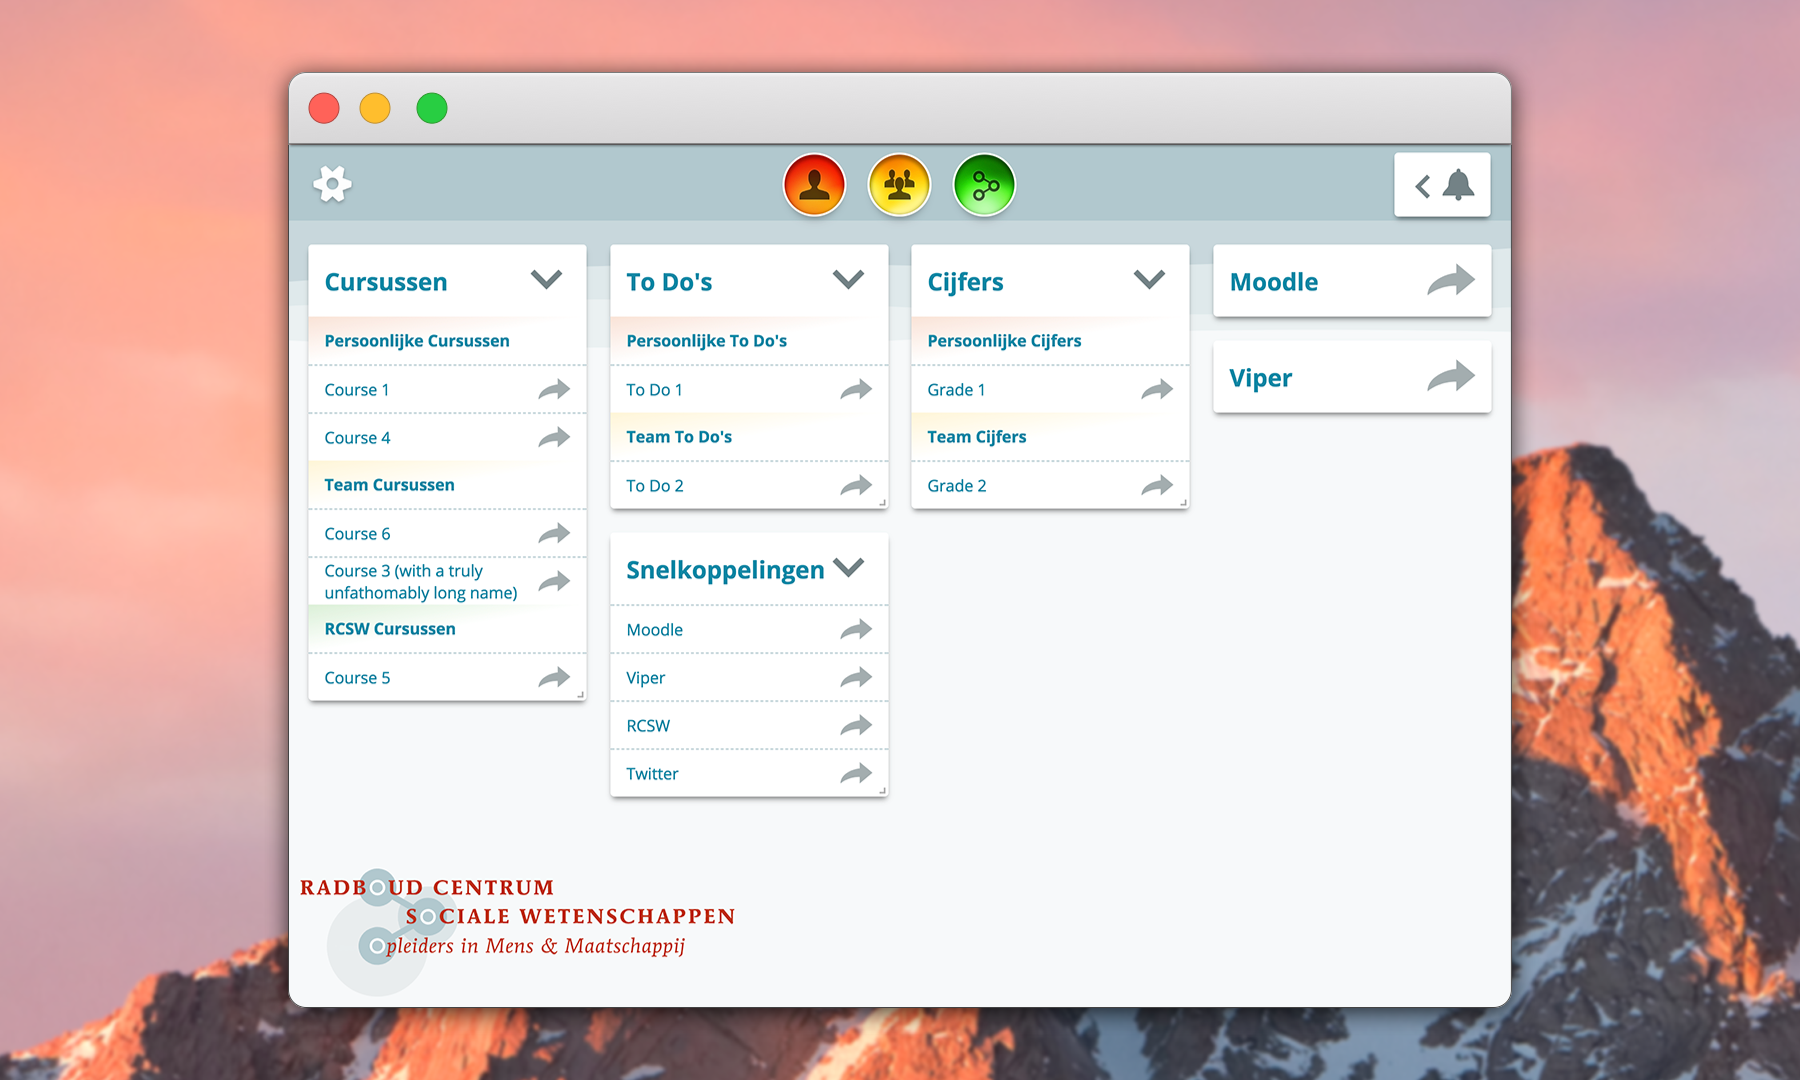 Cursussen
Persoonlijke Cursussen
Course 1
Course 4
Team Cursussen
Course 6
Course 3 (with a truly
unfathomably long name)
RCSW Cursussen
Course 5
To Do's
Persoonlijke To Do's
To Do 1
Team To Do's
To Do 2
Snelkoppelingen
Moodle
Viper
RCSW
Twitter
Cijfers
Persoonlijke Cijfers
Grade 1
Team Cijfers
Grade 2
Moodle
Viper
RADBOUD CENTRUM
SOCIALE WETENSCHAPPEN
Opleiders in Mens & Maatschappij